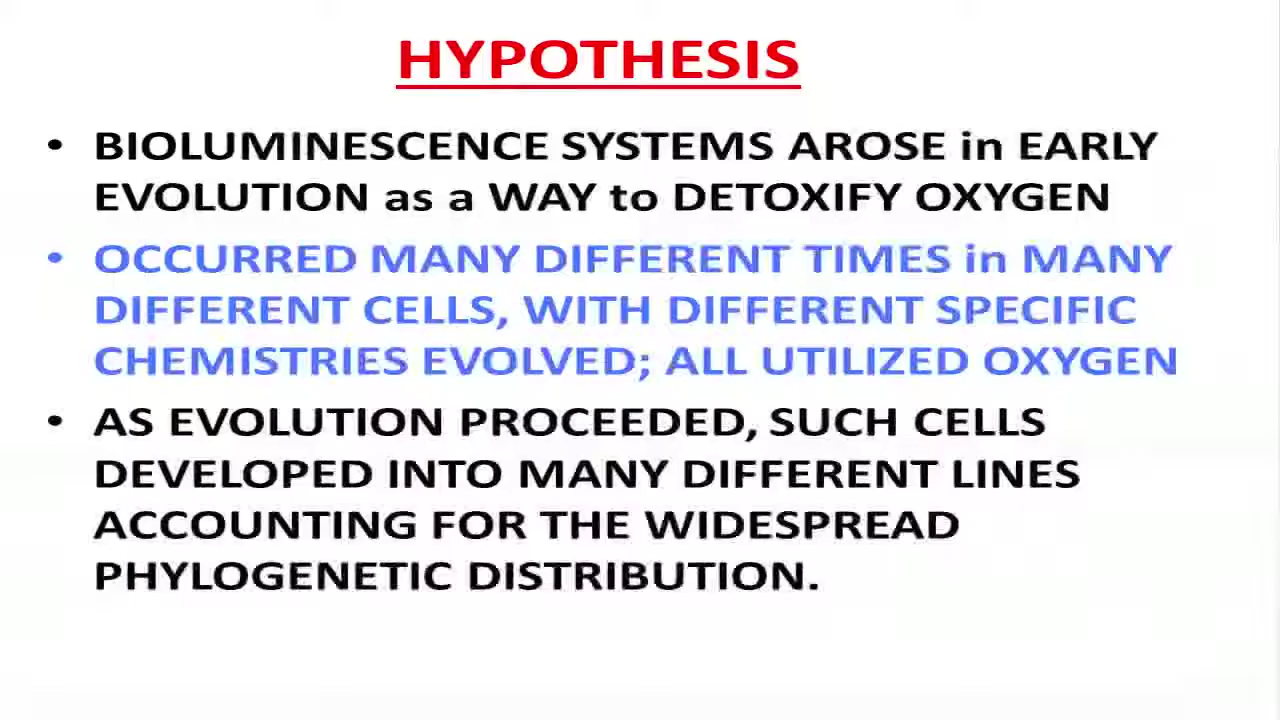 HYPOTHESIS
• BIOLUMINESCENCE SYSTEMS AROSE in EARLY
EVOLUTION as a WAY to DETOXIFY OXYGEN
• OCCURRED MANY DIFFERENT TIMES in MANY
DIFFERENT CELLS, WITH DIFFERENT SPECIFIC
CHEMISTRIES EVOLVED; ALL UTILIZED OXYGEN
• AS EVOLUTION PROCEEDED, SUCH CELLS
DEVELOPED INTO MANY DIFFERENT LINES
ACCOUNTING FOR THE WIDESPREAD
PHYLOGENETIC DISTRIBUTION.